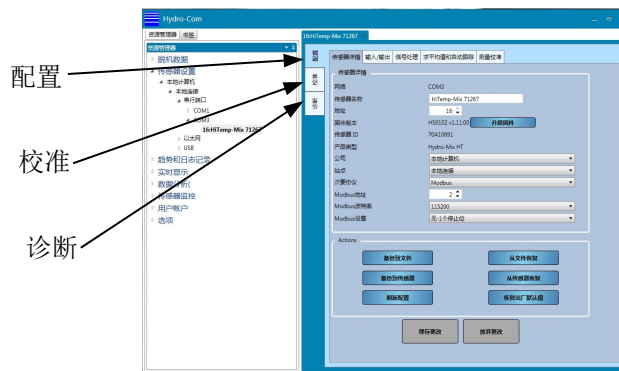 Hydro-Com
资源管理器 书签
16:HiTemp-Mix 71267
资源管理器
脱机数据
传感器设置
本地计算机
本地连接
串行端口
COM1
COM3
16:HiTemp-Mix 71267
以太网
USB
趋势和日志记录
实时显示
数据分析(
传感器监控
用户帐户
选项
配置
校准
诊断
配置
校准
诊断
传感器详情 输入/输出 信号处理 求平均值和自动跟踪 测量校准
传感器详情
网络 COM3
传感器名称 HiTemp-Mix 71267
地址 16
固件版本 HS0102 v1.11.00 升级固件
传感器 ID 70A10691
产品类型 Hydro-Mix HT
公司 本地计算机
站点 本地连接
次要协议 Modbus
Modbus地址 2
Modbus波特率 115200
Modbus设置 无-1个停止位
Actions
备份到文件 从文件恢复
备份到传感器 从传感器恢复
刷新配置 恢复出厂默认值
保存更改 放弃更改